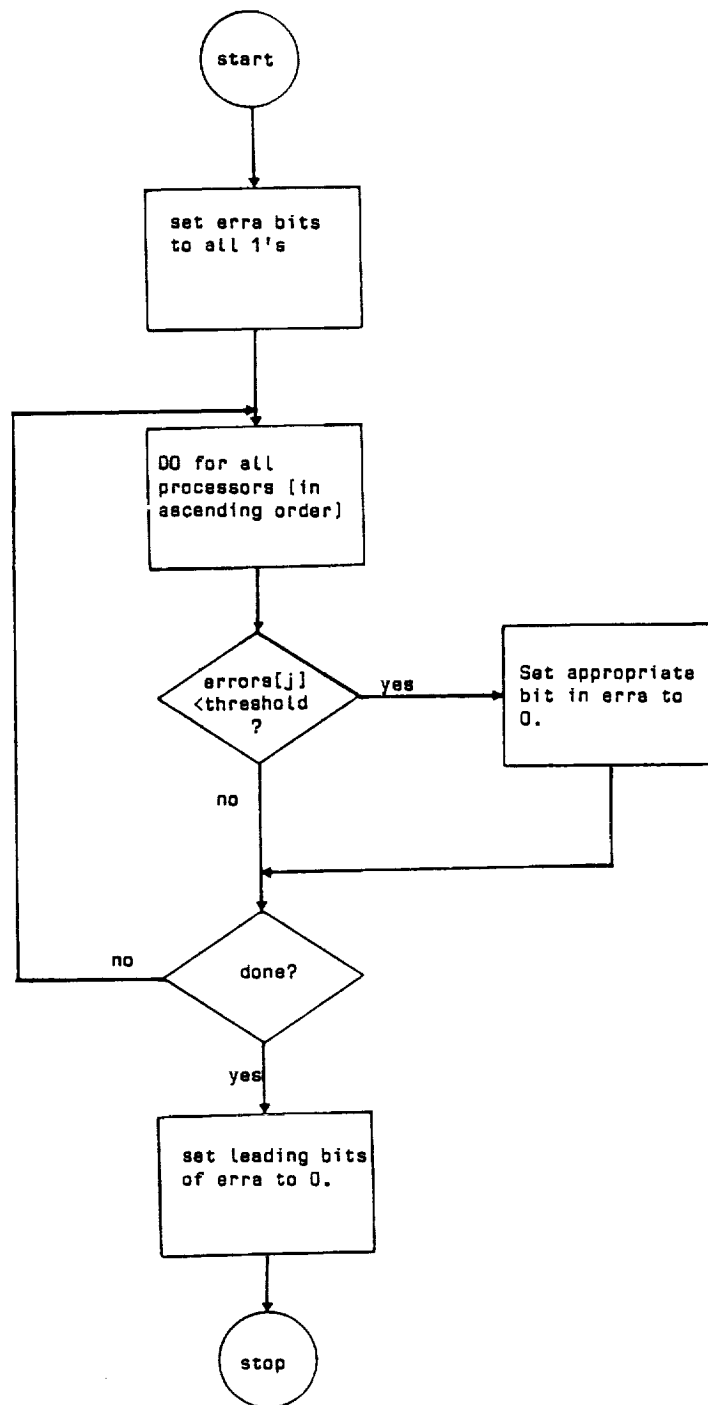 start
set erra bits
to all 1's
DO for all
processors (in
ascending order)
errors[j]
<threshold
?
yes
Set appropriate
bit in erra to
0.
no
done?
no
yes
set leading bits
of erra to 0.
stop